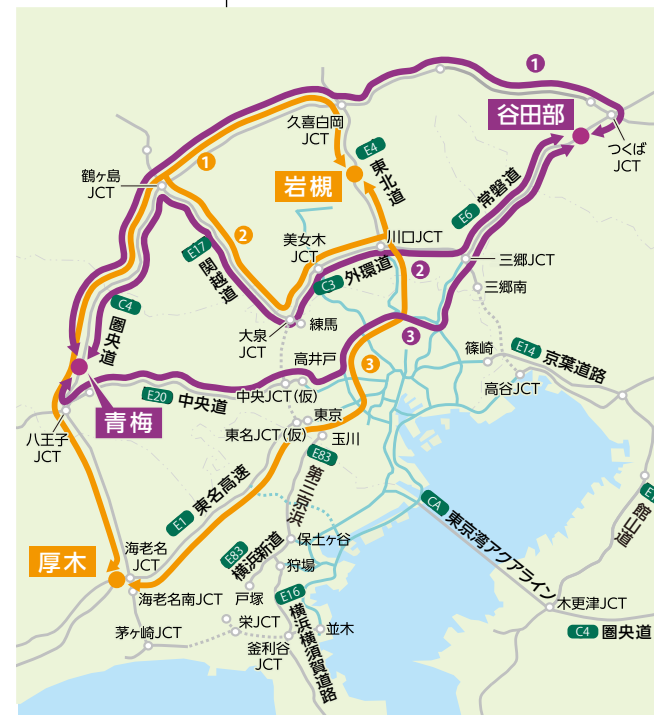 1
谷田部
久喜白岡
JCT
つくば
JCT
1
E4
東北道
鶴ヶ島
JCT
岩槻
E6
常磐道
2
美女木
JCT
川口JCT
E17
関越道
C3
外環道
2
三郷JCT
三郷南
C4
圏央道
大泉
JCT
練馬
3
篠崎
E14
京葉道路
高井戸
3
高谷JCT
E20
中央道
中央JCT(仮)
青梅
東京
東名JCT(仮)
玉川
八王子
JCT
E83
第三京浜
E1
東名高速
CA
東京湾アクアライン
館山道
厚木
海老名
JCT
E83
横浜新道
保土ヶ谷
狩場
海老名南JCT
戸塚
E16
横浜横須賀道路
木更津JCT
C4
圏央道
茅ヶ崎JCT
栄JCT
並木
釜利谷
JCT